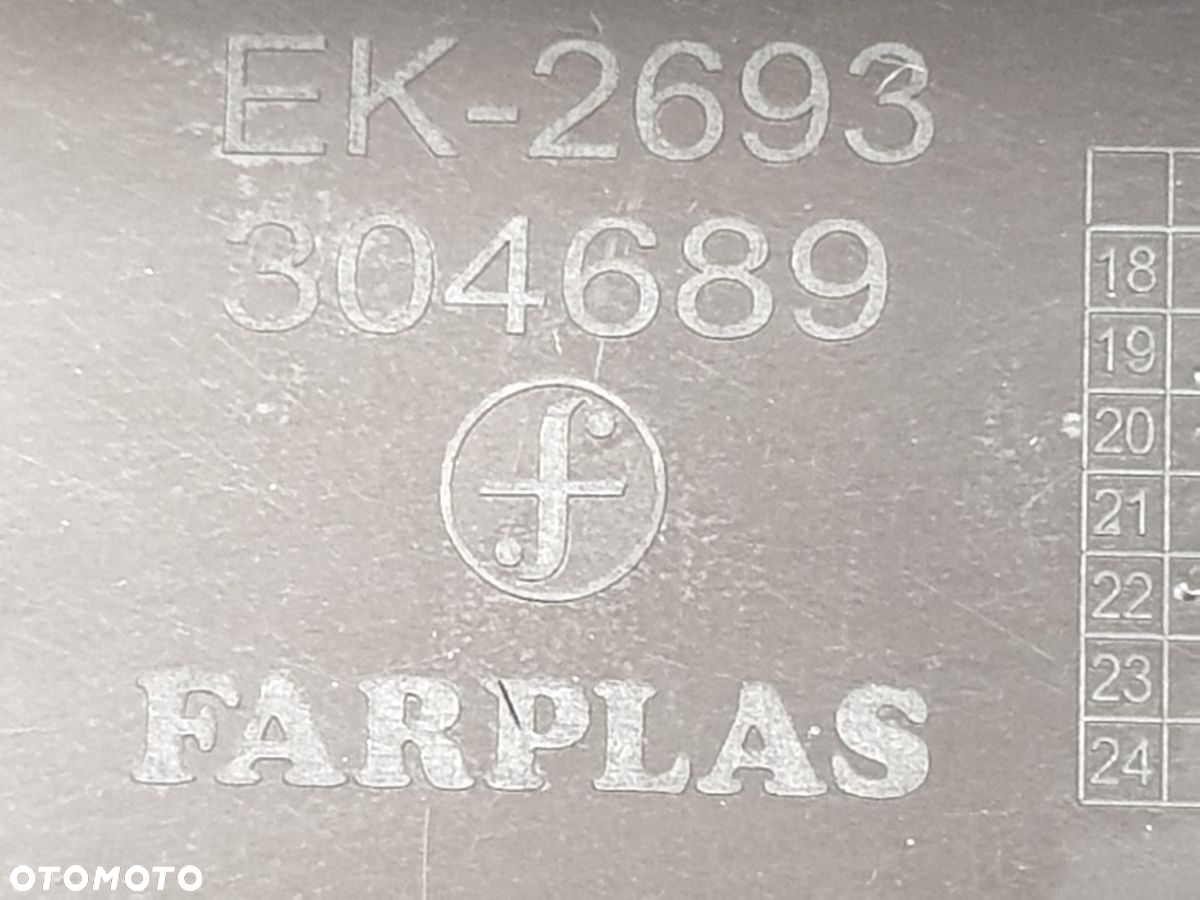 EK-2693
304689
f
FARPLAS
18
19
20
21
22
23
24
OTOMOTO